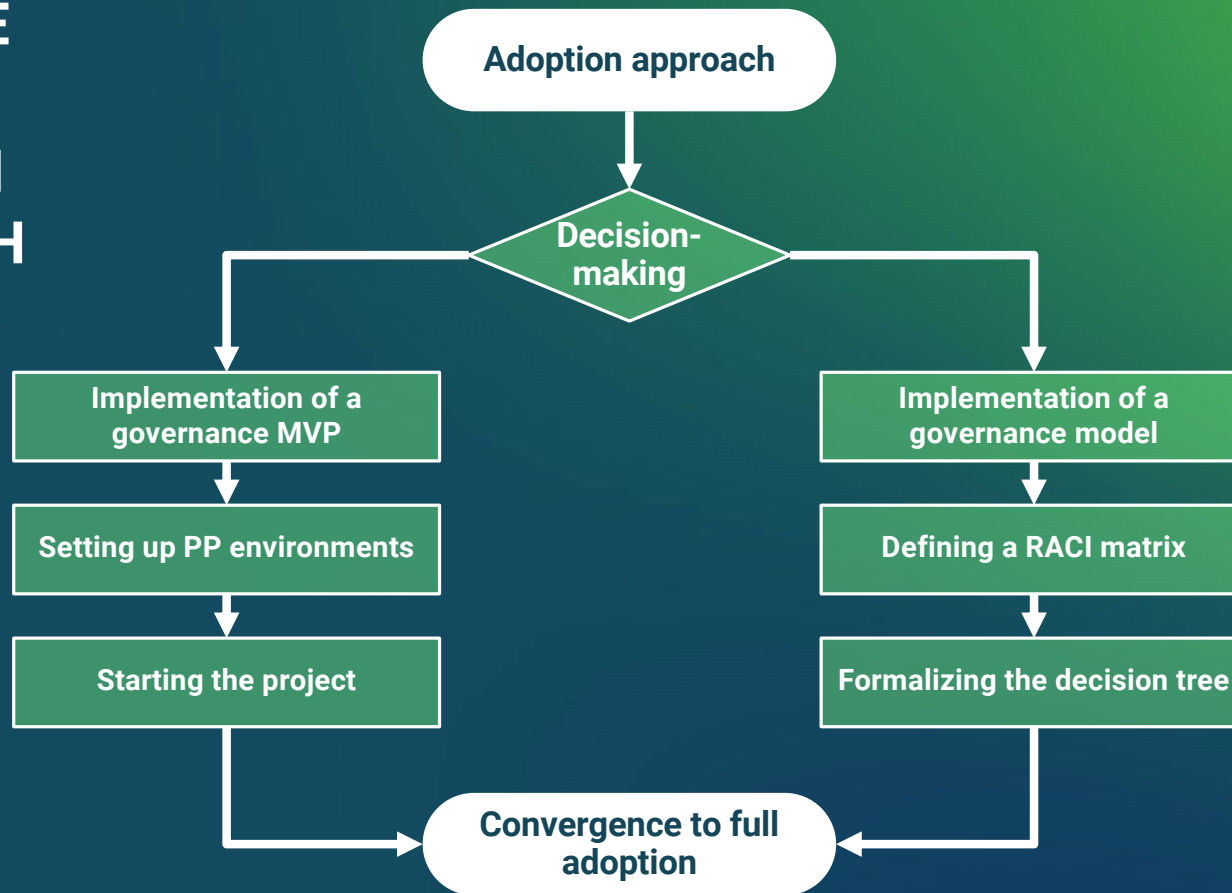 Adoption approach
Decision-
making
Implementation of a
governance MVP
Implementation of a
governance model
Setting up PP environments
Defining a RACI matrix
Starting the project
Formalizing the decision tree
Convergence to full
adoption